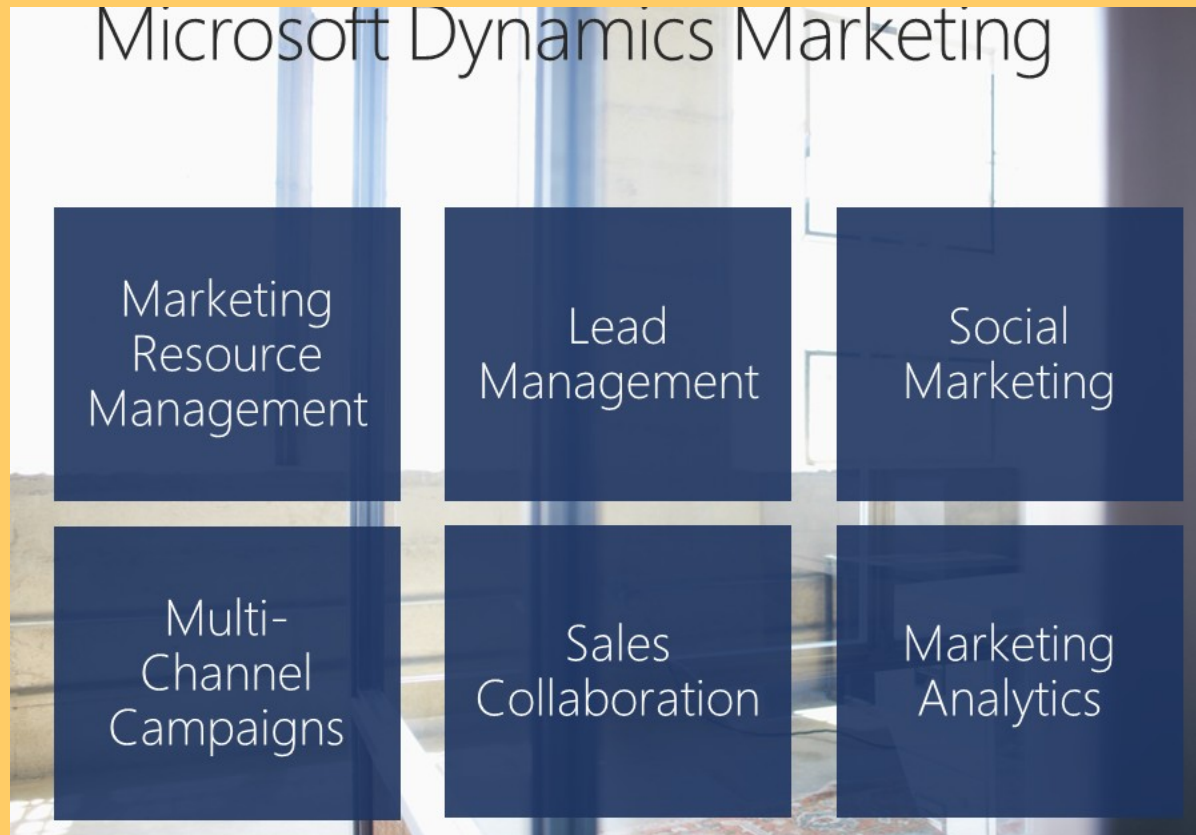 Microsoft Dynamics Marketing
Marketing
Resource
Management
Lead
Management
Social
Marketing
Multi-
Channel
Campaigns
Sales
Collaboration
Marketing
Analytics